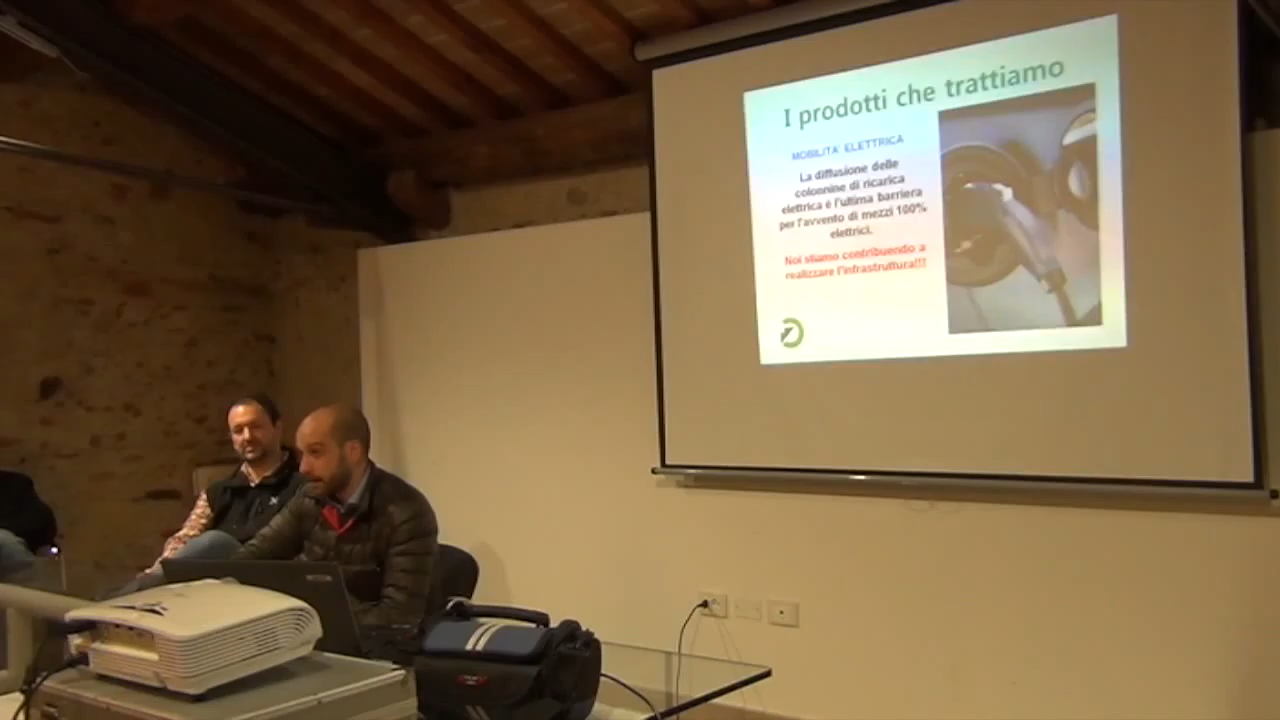 I prodotti che trattiamo
MOBILITA' ELETTRICA
La diffusione delle
colonnine di ricarica
elettrica è l'ultima barriera
per l'avvento di mezzi 100%
elettrici.
Noi stiamo contribuendo a
realizzare l'infrastruttura!!!